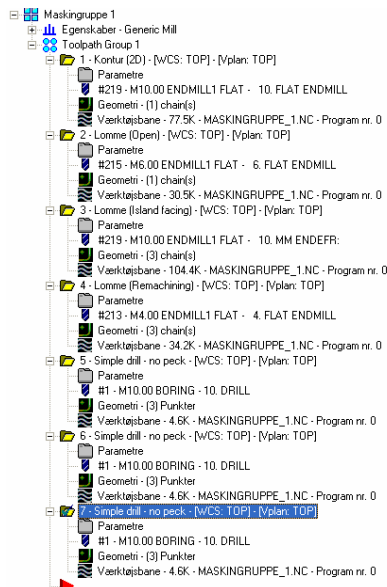 Maskingruppe 1
Egenskaber - Generic Mill
Toolpath Group 1
1 - Kontur (2D) - [WCS: TOP] - [Vplan: TOP]
Parametre
#219 - M10.00 ENDMILL1 FLAT - 10. FLAT ENDMILL
Geometri - (1) chain(s)
Værktøjsbane - 77.5K - MASKINGRUPPE_1.NC - Program nr. 0
2 - Lomme (Open) - [WCS: TOP] - [Vplan: TOP]
Parametre
#215 - M6.00 ENDMILL1 FLAT - 6. FLAT ENDMILL
Geometri - (1) chain(s)
Værktøjsbane - 30.5K - MASKINGRUPPE_1.NC - Program nr. 0
3 - Lomme (Island facing) - [WCS: TOP] - [Vplan: TOP]
Parametre
#219 - M10.00 ENDMILL1 FLAT - 10. MM ENDEFR:
Geometri - (3) chain(s)
Værktøjsbane - 104.4K - MASKINGRUPPE_1.NC - Program nr. 0
4 - Lomme (Remachining) - [WCS: TOP] - [Vplan: TOP]
Parametre
#213 - M4.00 ENDMILL1 FLAT - 4. FLAT ENDMILL
Geometri - (3) chain(s)
Værktøjsbane - 34.2K - MASKINGRUPPE_1.NC - Program nr. 0
5 - Simple drill - no peck - [WCS: TOP] - [Vplan: TOP]
Parametre
#1 - M10.00 BORING - 10. DRILL
Geometri - (3) Punkter
Værktøjsbane - 4.6K - MASKINGRUPPE_1.NC - Program nr. 0
6 - Simple drill - no peck - [WCS: TOP] - [Vplan: TOP]
Parametre
#1 - M10.00 BORING - 10. DRILL
Geometri - (3) Punkter
Værktøjsbane - 4.6K - MASKINGRUPPE_1.NC - Program nr. 0
7 - Simple drill - no peck - [WCS: TOP] - [Vplan: TOP]
Parametre
#1 - M10.00 BORING - 10. DRILL
Geometri - (3) Punkter
Værktøjsbane - 4.6K - MASKINGRUPPE_1.NC - Program nr. 0